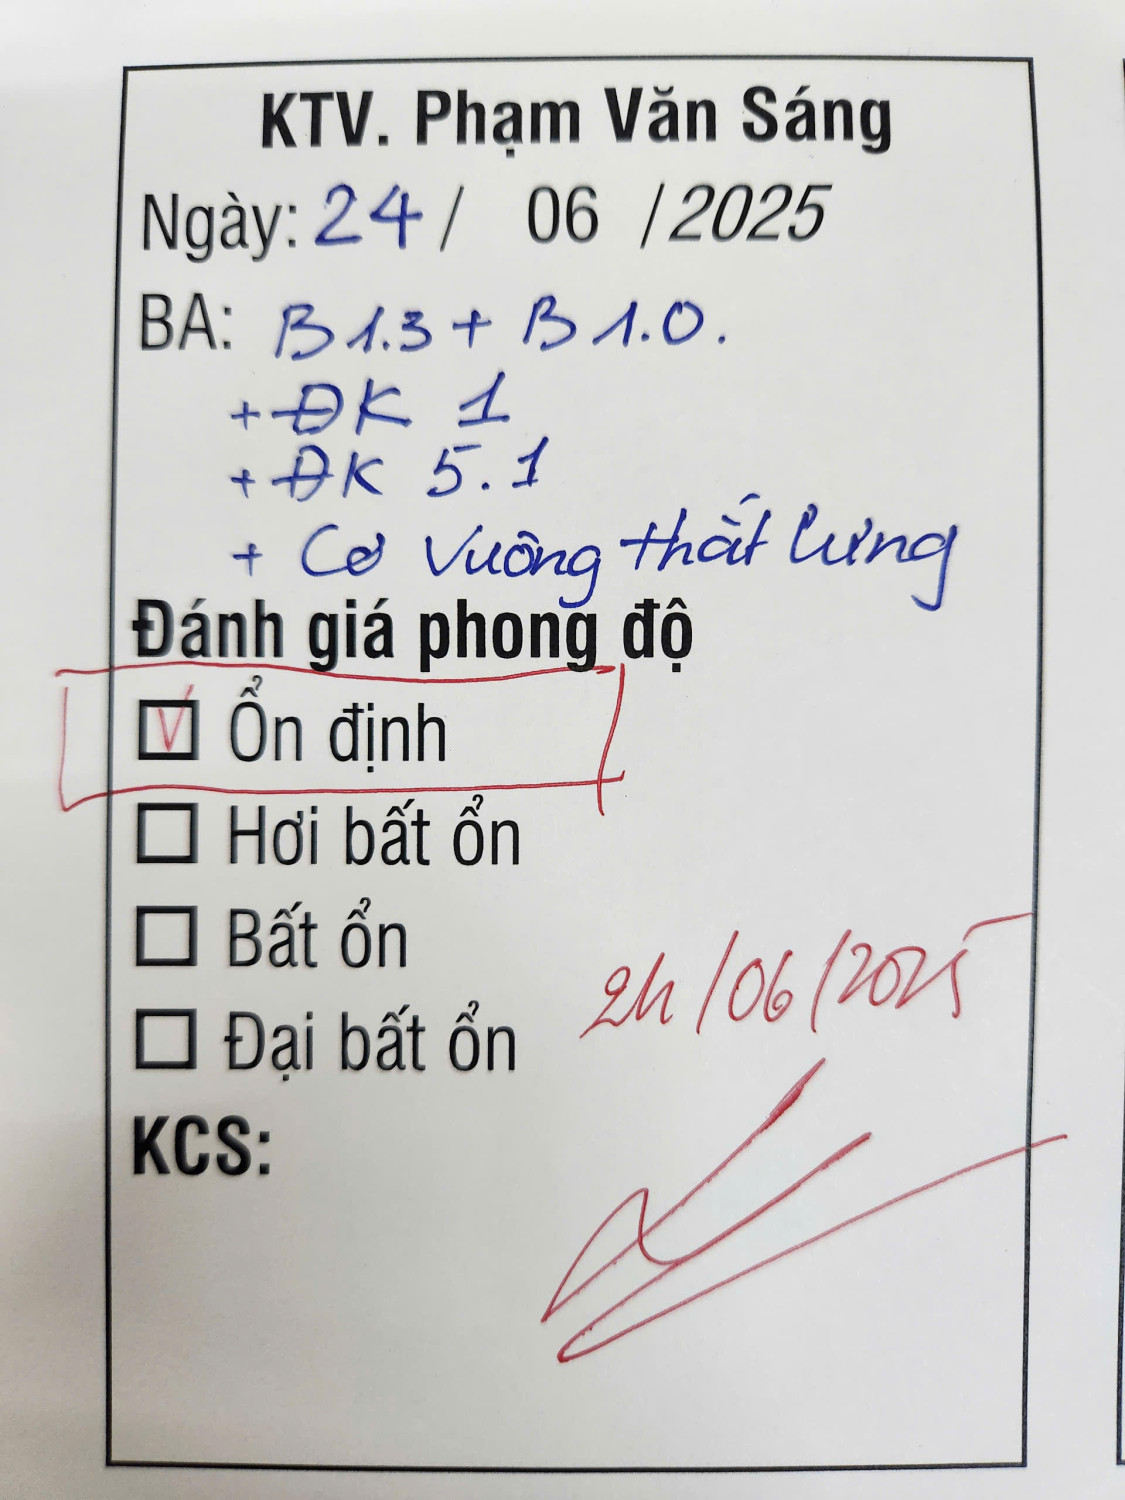 KTV. Phạm Văn Sáng
Ngày: 24 / 06 / 2025
BA: B1.3 + B1.0.
+ ĐK 1
+ ĐK 5.1
+ Cơ vuông thắt lưng
Đánh giá phong độ
☑ Ổn định
☐ Hơi bất ổn
☐ Bất ổn
☐ Đại bất ổn
24/06/2025
KCS: